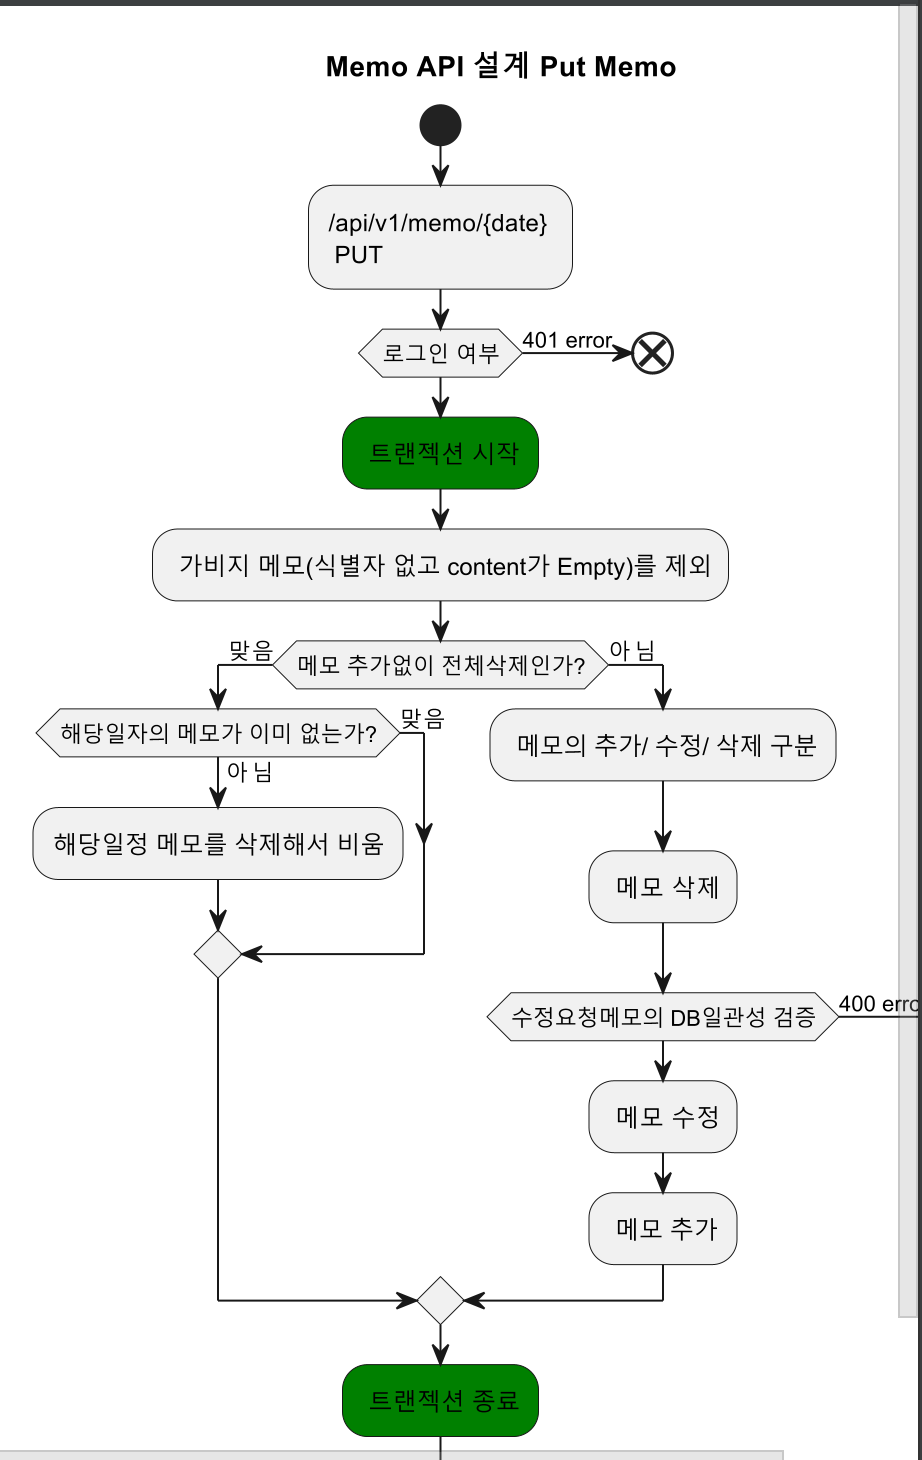 Memo API 설계 Put Memo
/api/v1/memo/{date}
PUT
로그인 여부
401 error
트랜젝션 시작
가비지 메모(식별자 없고 content가 Empty)를 제외
맞음
메모 추가없이 전체삭제인가?
아님
해당일자의 메모가 이미 없는가?
맞음
메모의 추가/ 수정/ 삭제 구분
아님
해당일정 메모를 삭제해서 비움
메모 삭제
수정요청메모의 DB일관성 검증
400 erro
메모 수정
메모 추가
트랜젝션 종료